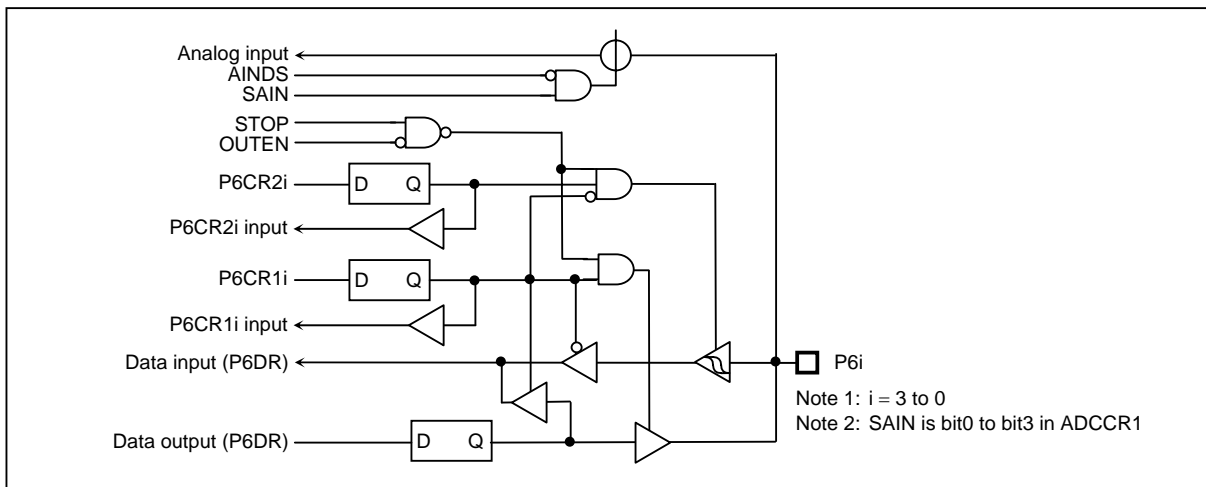 Analog input
AINDS
SAIN
STOP
OUTEN
P6CR2i
D Q
P6CR2i input
P6CR1i
D Q
P6CR1i input
Data input (P6DR)
P6i
Note 1: i = 3 to 0
Note 2: SAIN is bit0 to bit3 in ADCCR1
Data output (P6DR)
D Q